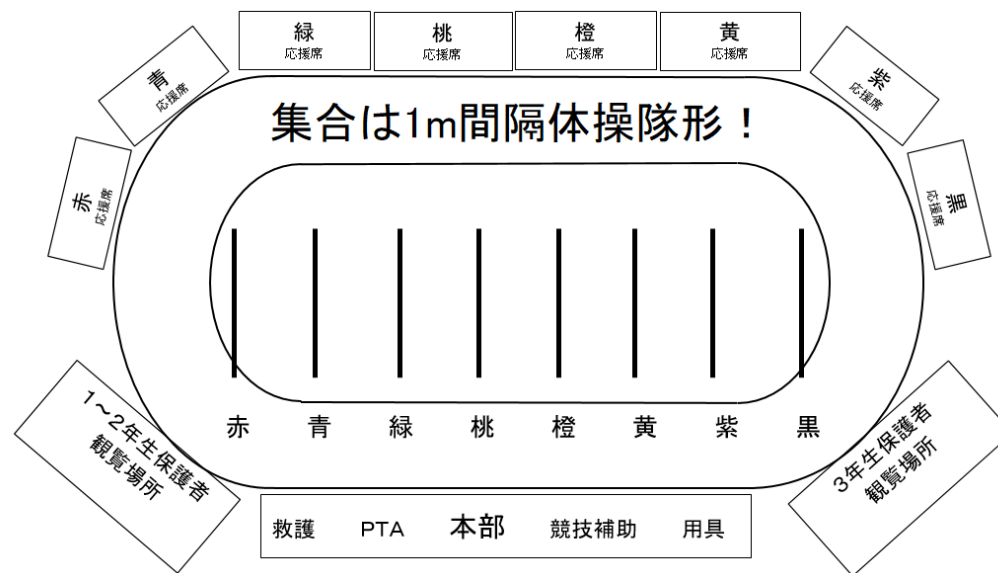 緑
応援席
桃
応援席
橙
応援席
黄
応援席
青
応援席
紫
応援席
赤
応援席
黒
応援席
集合は1m間隔体操隊形！
赤 青 緑 桃 橙 黄 紫 黒
1～2年生保護者
観覧場所
3年生保護者
観覧場所
救護 PTA 本部 競技補助 用具